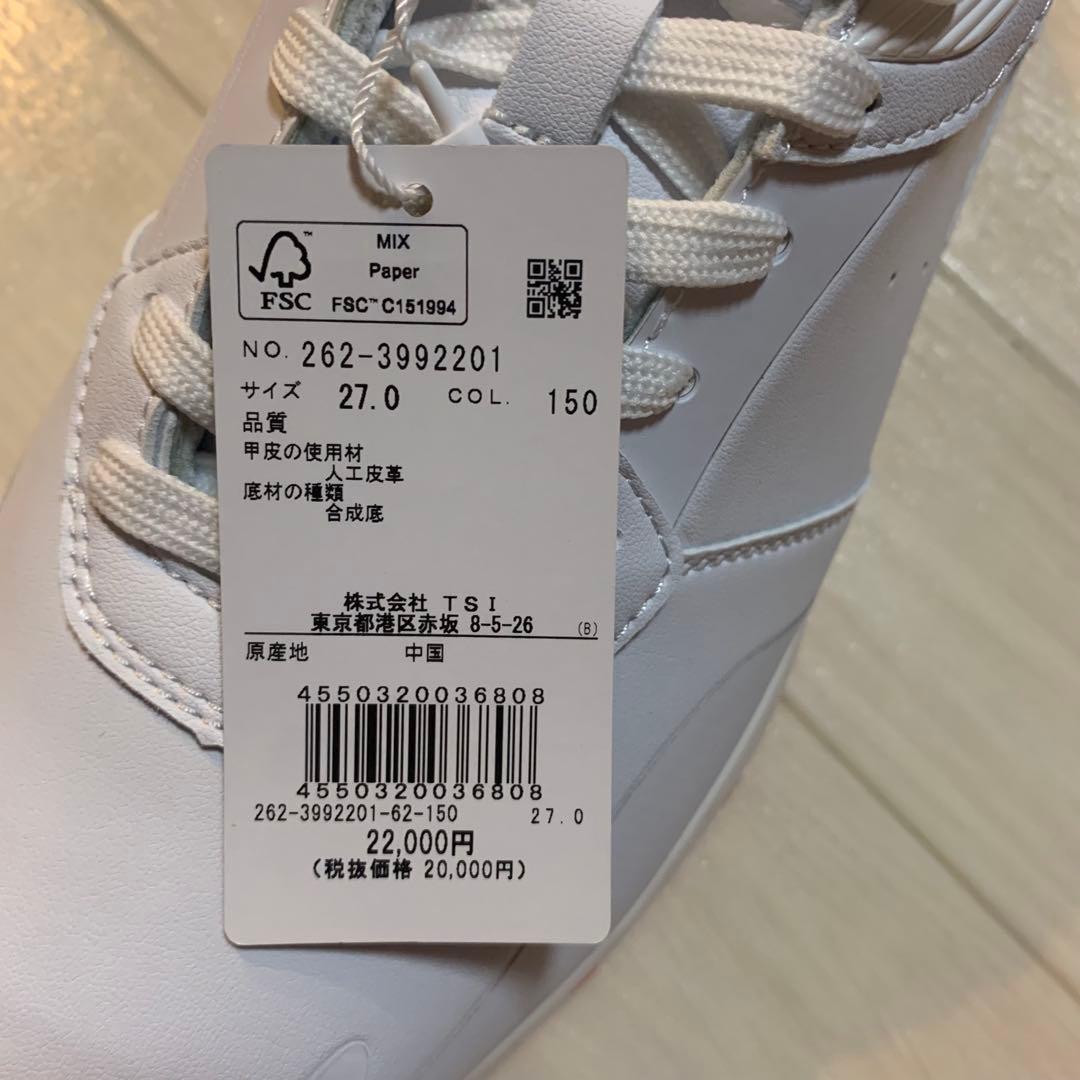 MIX
Paper
FSC™ C151994
FSC™
NO. 262-3992201
サイズ 27.0 COL. 150
品質
甲皮の使用材
人工皮革
底材の種類
合成底
株式会社 TSI
東京都港区赤坂 8-5-26 (B)
原産地 中国
4550320036808
4550320036808
262-3992201-62-150 27.0
22,000円
(税抜価格 20,000円)